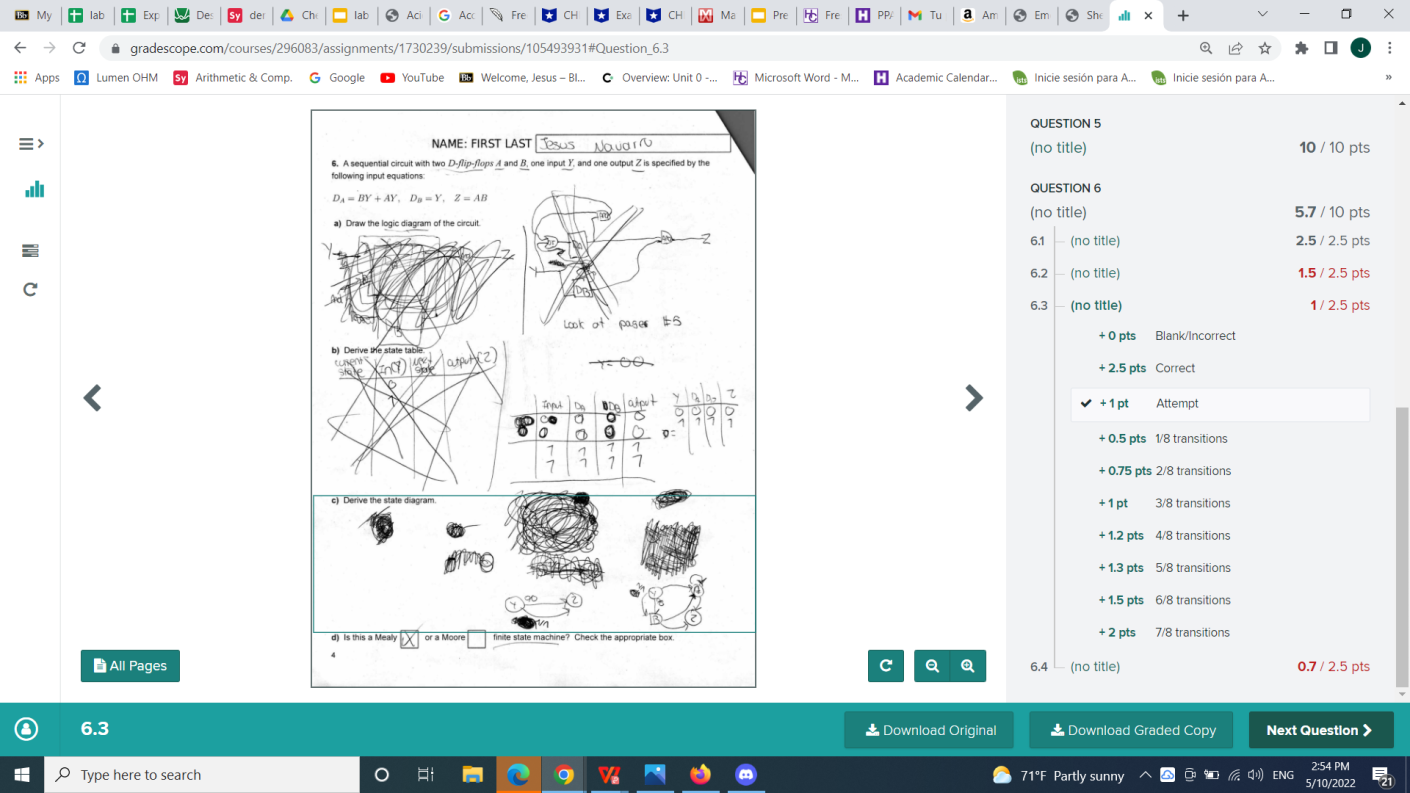 My
lab
Exp
Des
der
Che
lab
Aci
Acc
Fre
CH
Exa
CH
Ma
Pre
Fre
PPA
Tu
Am
Em
She
gradescope.com/courses/296083/assignments/1730239/submissions/105493931#Question_6.3
J
Apps Lumen OHM Arithmetic & Comp. Google YouTube Welcome, Jesus – Bl... Overview: Unit 0 -... Microsoft Word - M... Academic Calendar... Inicie sesión para A... Inicie sesión para A... »
NAME: FIRST LAST Jesus Navarro
6. A sequential circuit with two D-flip-flops A and B, one input Y, and one output Z is specified by the
following input equations:
D_A = BY + AY, D_B = Y, Z = AB
a) Draw the logic diagram of the circuit.
Y Z
Z
Y
DB
Look at paper #5
b) Derive the state table.
current state In(Y) next state output(Z)
Y = 00
input DA DB output
0 0 0 0
0 0 0 0
1 1 1 1
1 1 1 1
Y Z
0 0 0 0
1 1 1 1
c) Derive the state diagram.
Y 00 Z
Y A
B Z
d) Is this a Mealy X or a Moore finite state machine? Check the appropriate box.
4
All Pages
QUESTION 5
(no title) 10 / 10 pts
QUESTION 6
(no title) 5.7 / 10 pts
6.1 (no title) 2.5 / 2.5 pts
6.2 (no title) 1.5 / 2.5 pts
6.3 (no title) 1 / 2.5 pts
+ 0 pts Blank/Incorrect
+ 2.5 pts Correct
+ 1 pt Attempt
+ 0.5 pts 1/8 transitions
+ 0.75 pts 2/8 transitions
+ 1 pt 3/8 transitions
+ 1.2 pts 4/8 transitions
+ 1.3 pts 5/8 transitions
+ 1.5 pts 6/8 transitions
+ 2 pts 7/8 transitions
6.4 (no title) 0.7 / 2.5 pts
6.3
Download Original
Download Graded Copy
Next Question
Type here to search
71°F Partly sunny
ENG
2:54 PM
5/10/2022
21